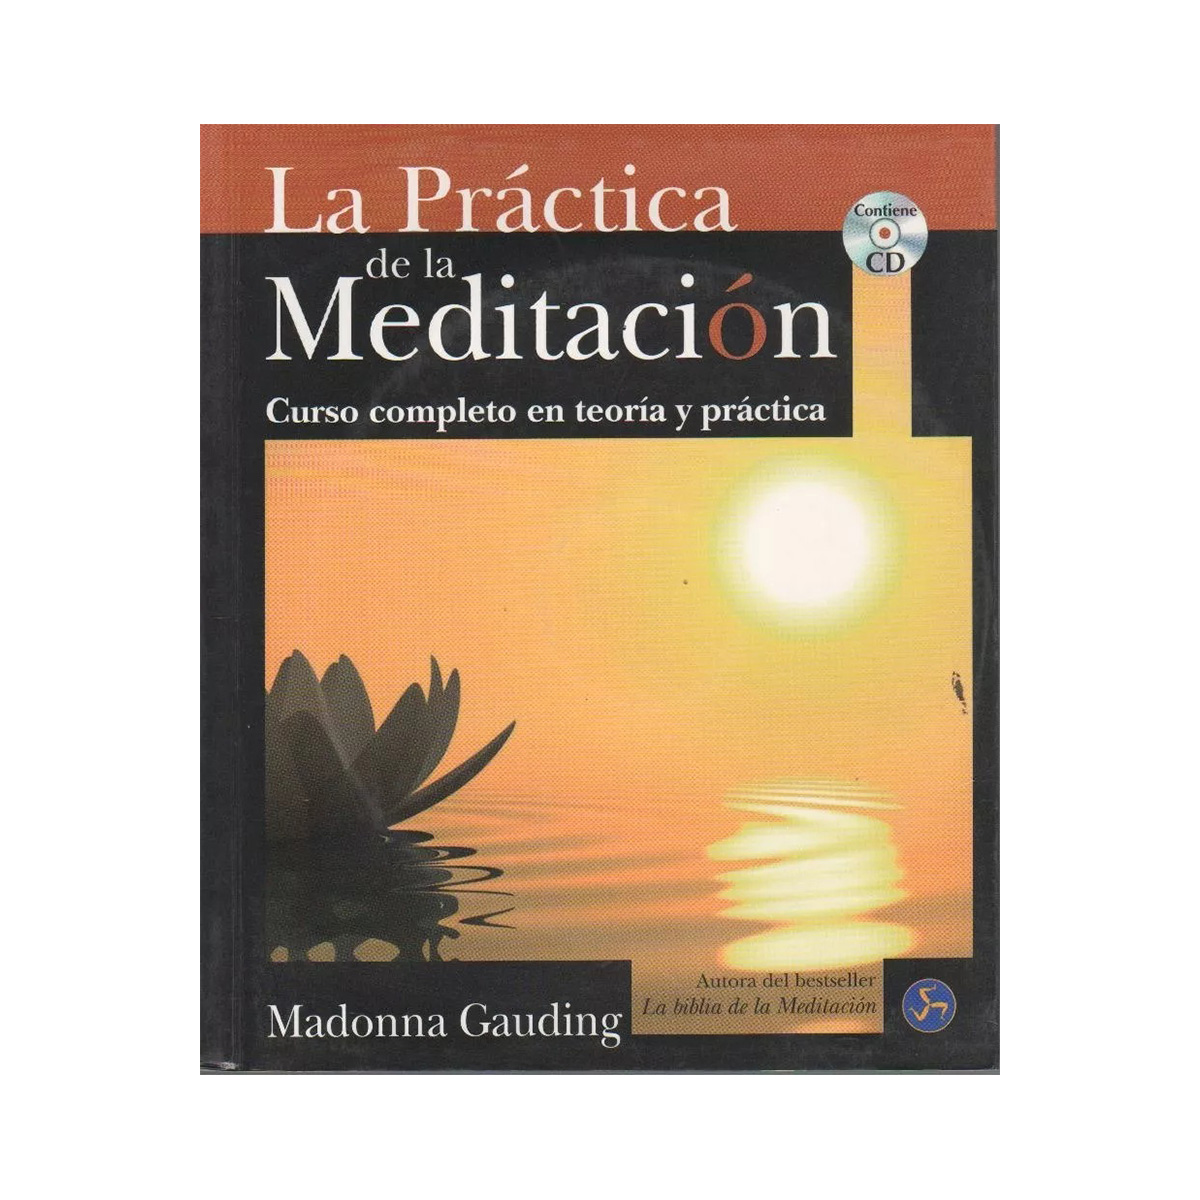 La Práctica
Contiene
CD
de la
Meditación
Curso completo en teoría y práctica
Autora del bestseller
La biblia de la Meditación
Madonna Gauding